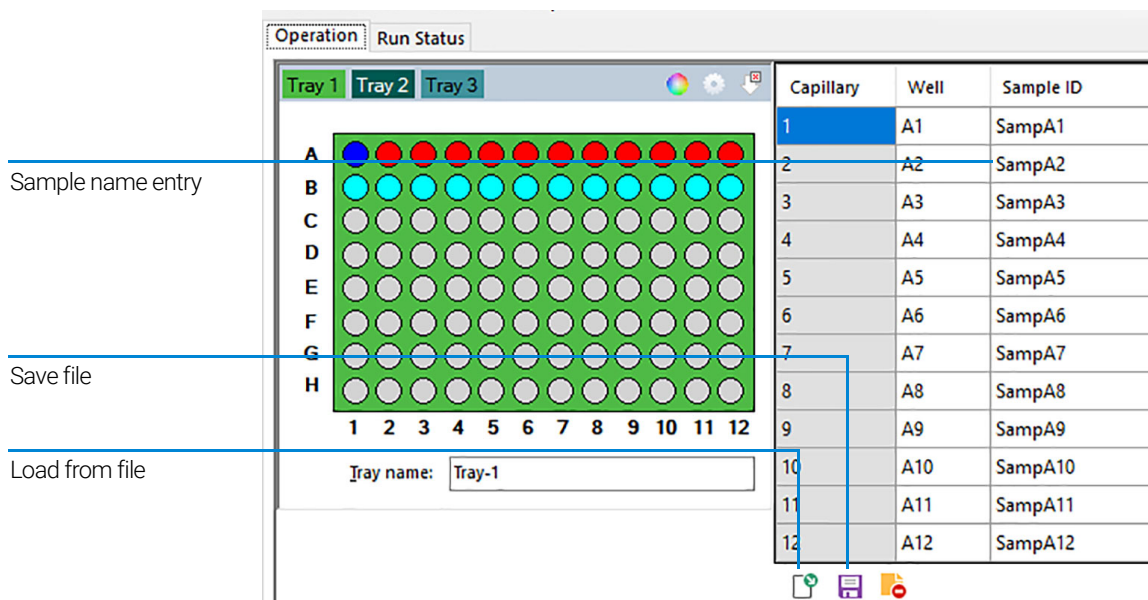 Operation Run Status
Tray 1 Tray 2 Tray 3
Capillary Well Sample ID
1 A1 SampA1
2 A2 SampA2
3 A3 SampA3
4 A4 SampA4
5 A5 SampA5
6 A6 SampA6
7 A7 SampA7
8 A8 SampA8
9 A9 SampA9
10 A10 SampA10
11 A11 SampA11
12 A12 SampA12
A
B
C
D
E
F
G
H
1 2 3 4 5 6 7 8 9 10 11 12
Tray name: Tray-1
Sample name entry
Save file
Load from file